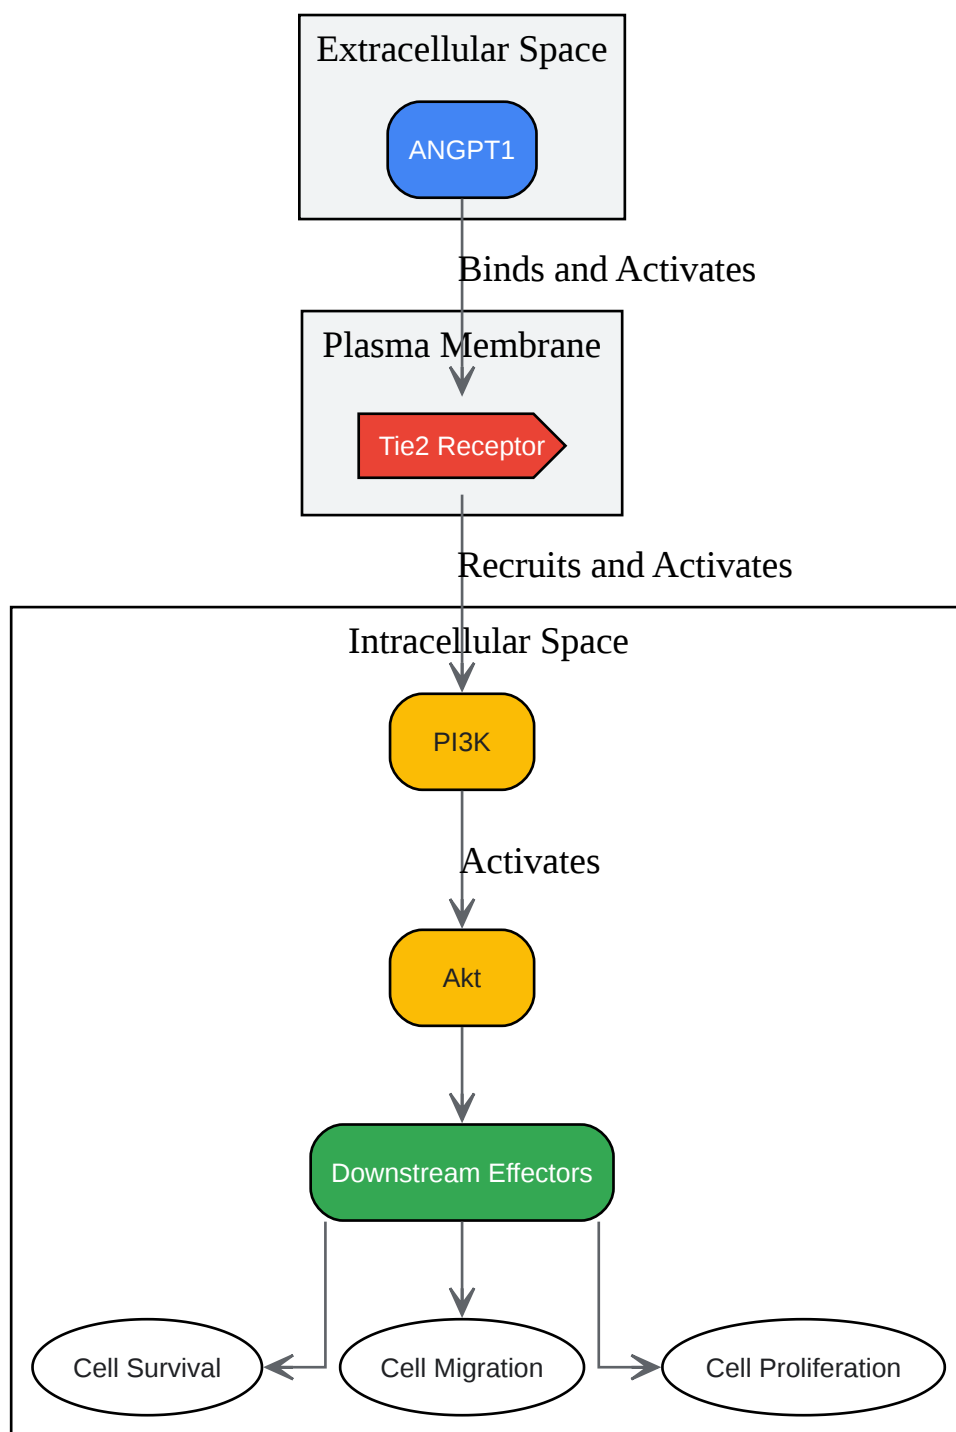 Extracellular Space
ANGPT1
Binds and Activates
Plasma Membrane
Tie2 Receptor
Recruits and Activates
Intracellular Space
PI3K
Activates
Akt
Downstream Effectors
Cell Survival
Cell Migration
Cell Proliferation